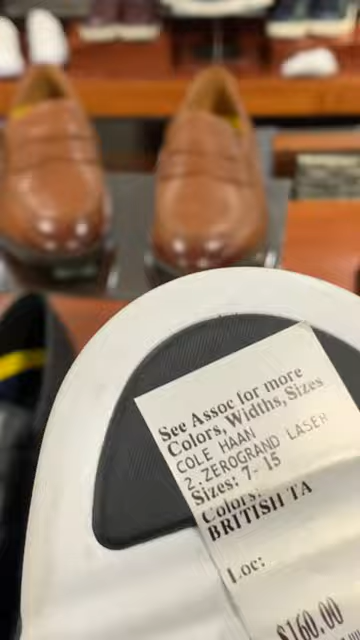 See Assoc for more
Colors, Widths, Sizes
COLE HAAN
2.ZEROGRAND LASER
Sizes: 7- 15
Colors:
BRITISH TA
Loc:
$160.00